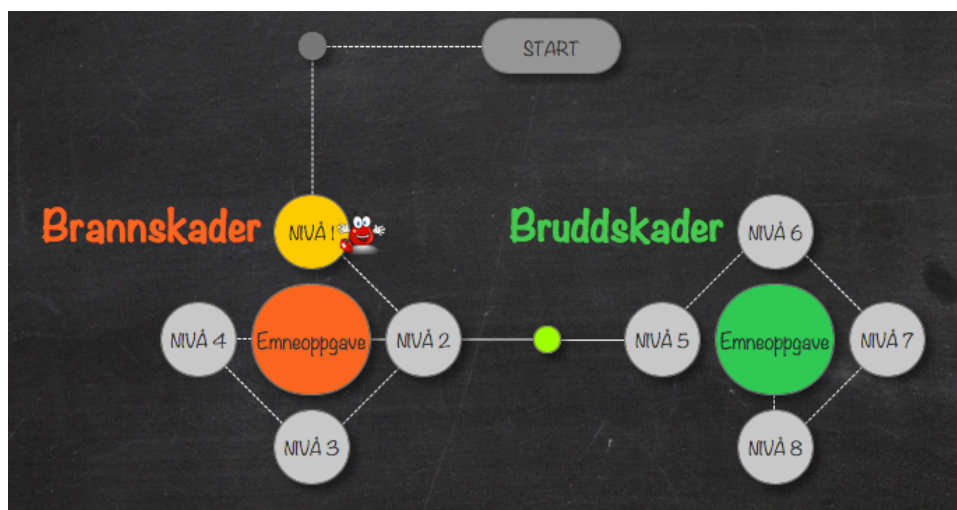 START
Brannskader
NIVÅ 1
Bruddskader
NIVÅ 6
NIVÅ 4
Emneoppgave
NIVÅ 2
NIVÅ 5
Emneoppgave
NIVÅ 7
NIVÅ 3
NIVÅ 8